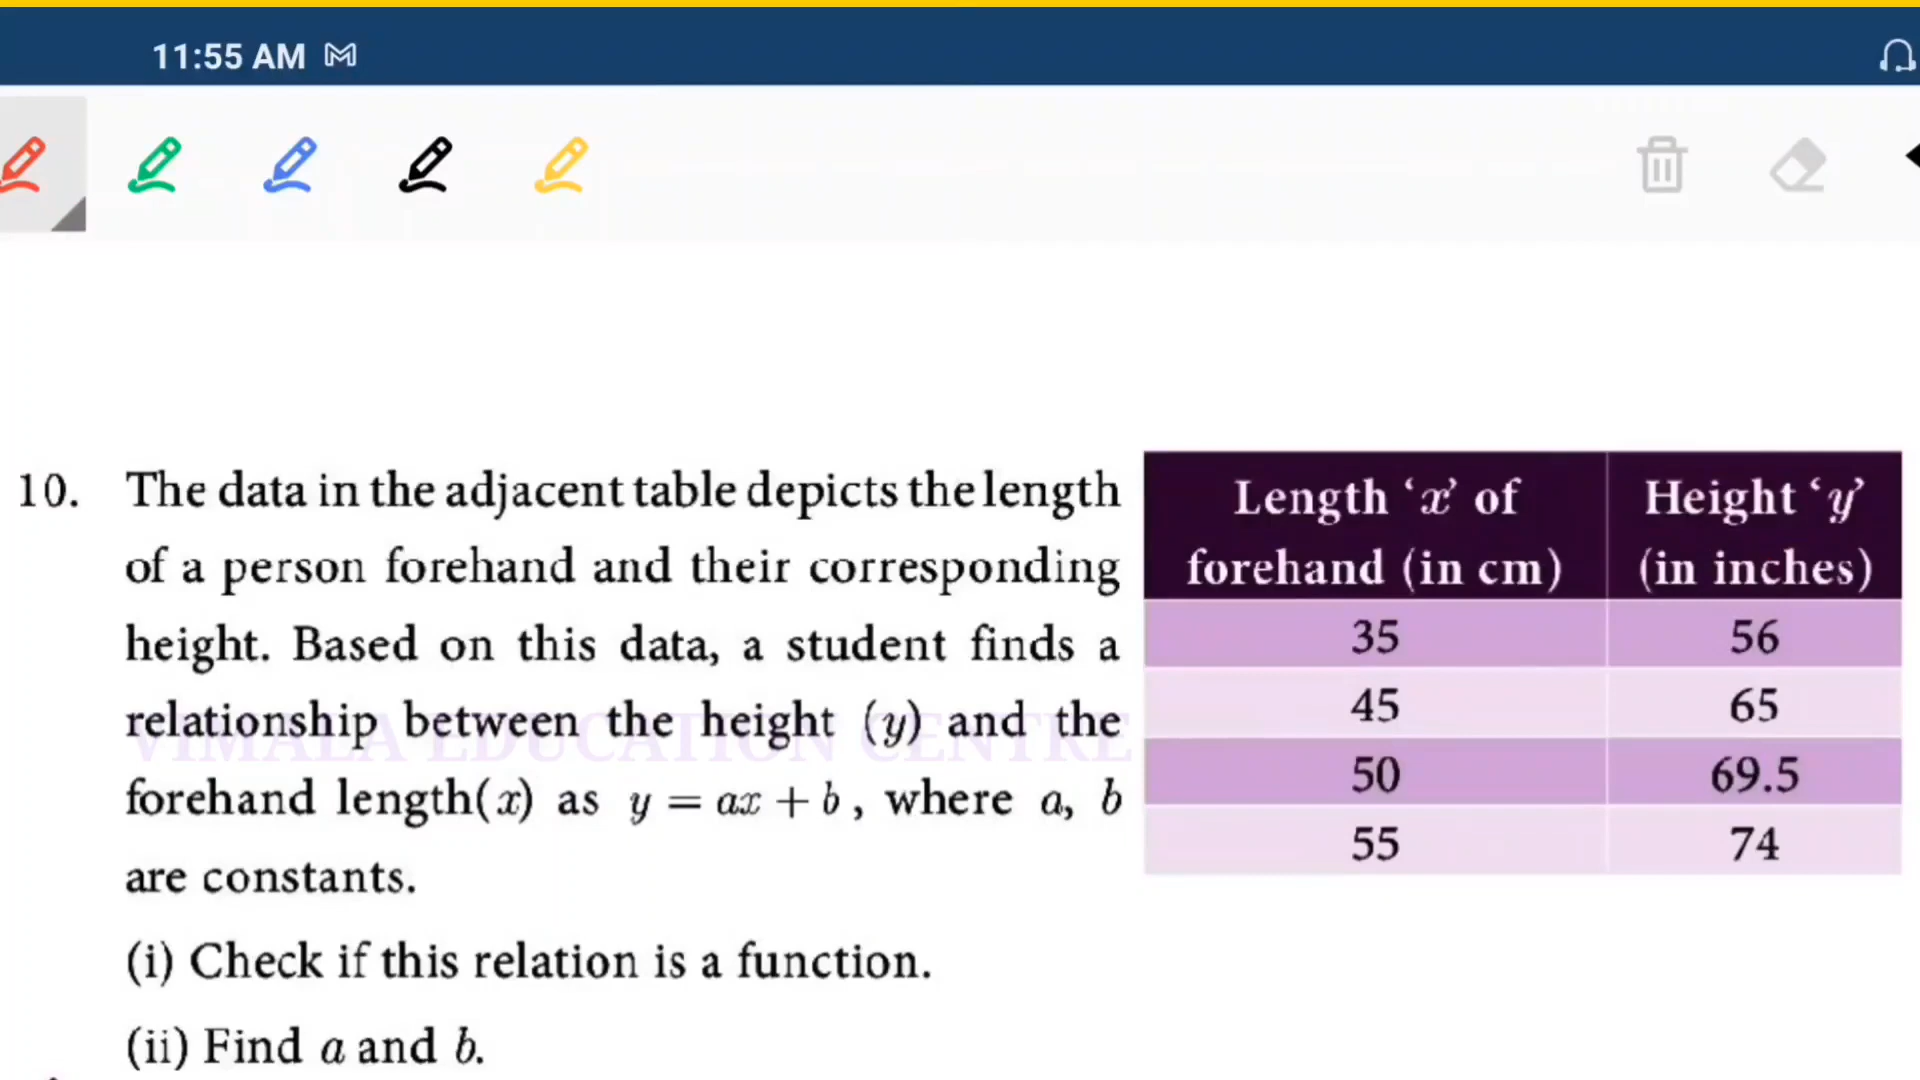 11:55 AM
10. The data in the adjacent table depicts the length
of a person forehand and their corresponding
height. Based on this data, a student finds a
relationship between the height (y) and the
forehand length(x) as y = ax + b, where a, b
are constants.
(i) Check if this relation is a function.
(ii) Find a and b.
Length ‘x’ of
forehand (in cm)
Height ‘y’
(in inches)
35 56
45 65
50 69.5
55 74
VIMALA EDUCATION CENTRE